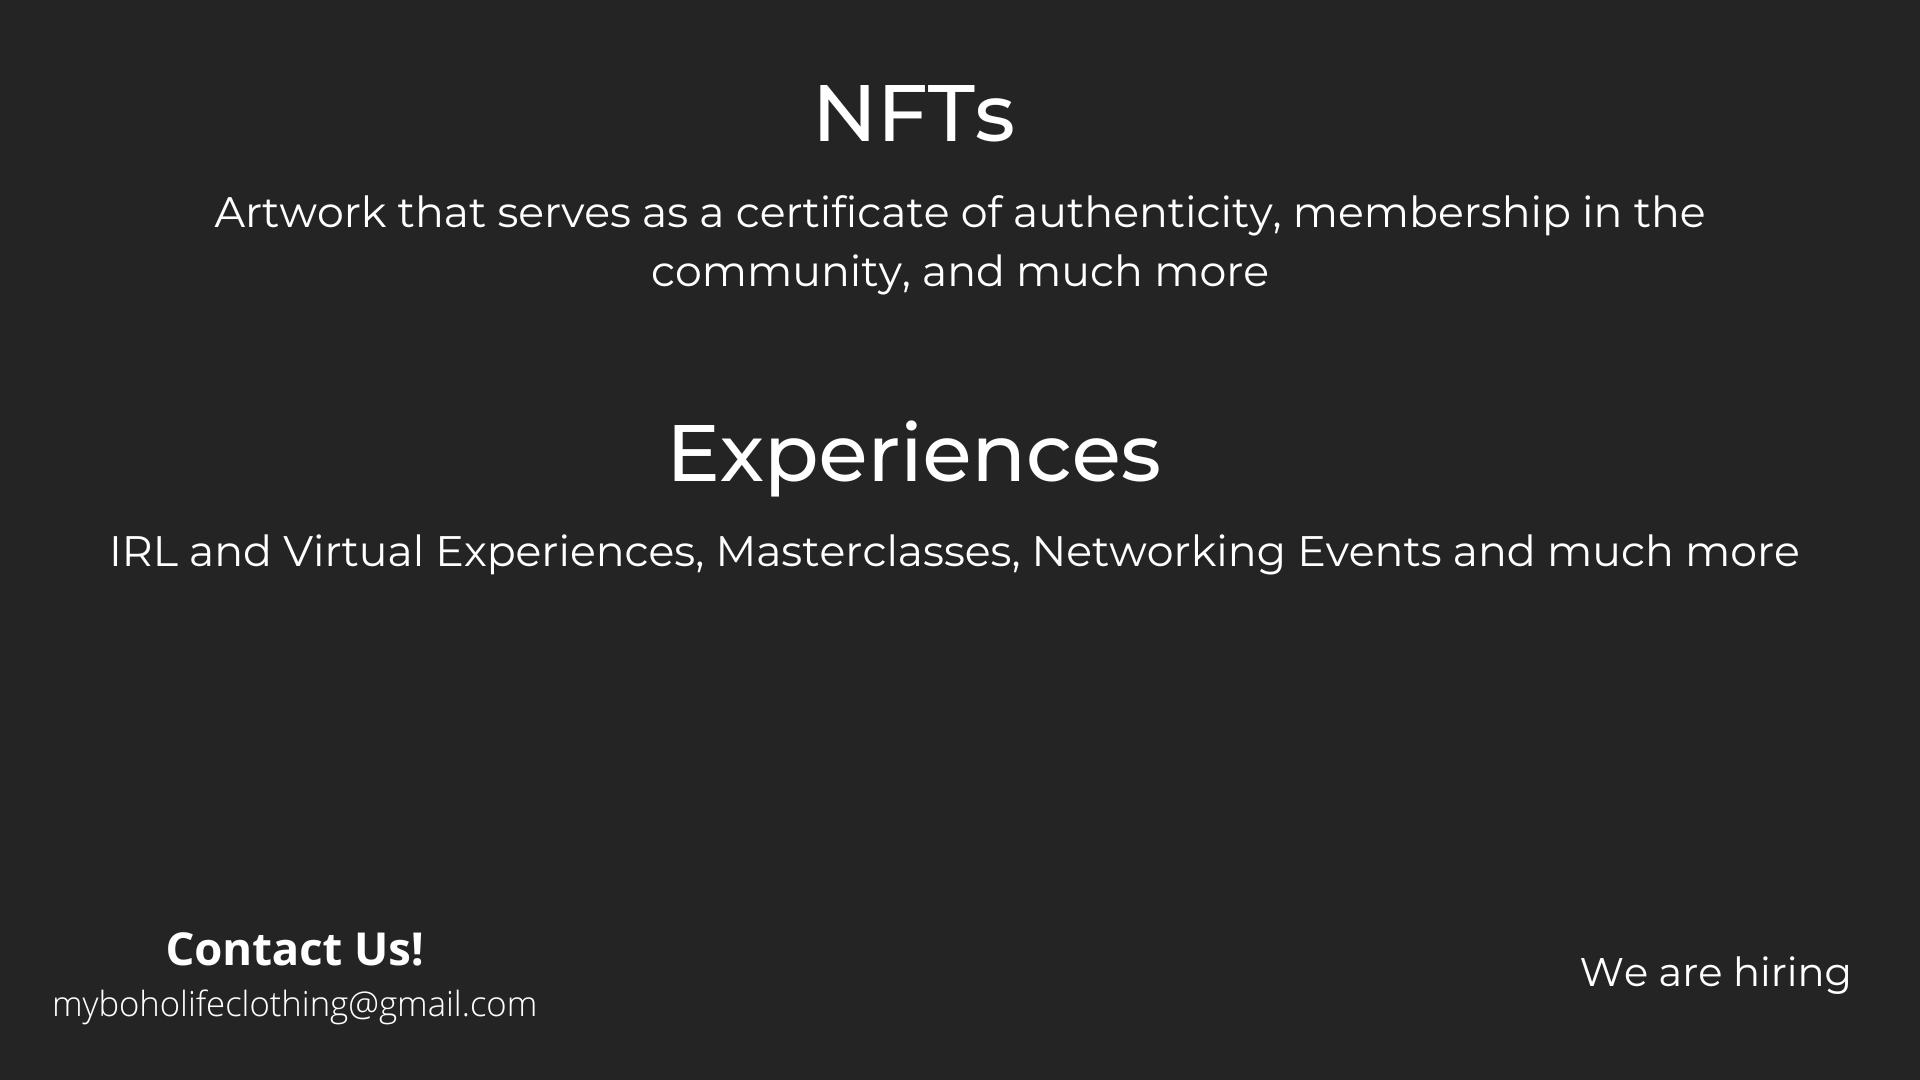 NFTs
Artwork that serves as a certificate of authenticity, membership in the
community, and much more
Experiences
IRL and Virtual Experiences, Masterclasses, Networking Events and much more
Contact Us!
myboholifeclothing@gmail.com
We are hiring